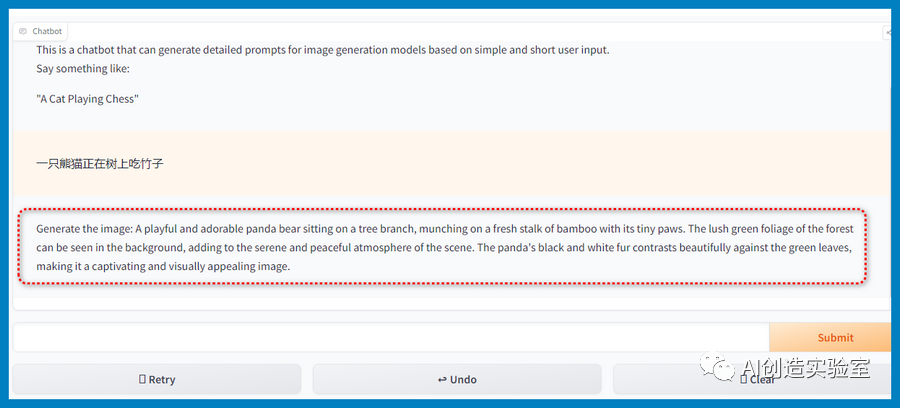 Chatbot
This is a chatbot that can generate detailed prompts for image generation models based on simple and short user input.
Say something like:
"A Cat Playing Chess"
一只熊猫正在树上吃竹子
Generate the image: A playful and adorable panda bear sitting on a tree branch, munching on a fresh stalk of bamboo with its tiny paws. The lush green foliage of the forest
can be seen in the background, adding to the serene and peaceful atmosphere of the scene. The panda's black and white fur contrasts beautifully against the green leaves,
making it a captivating and visually appealing image.
Submit
Retry
Undo
Clear
AI创造实验室